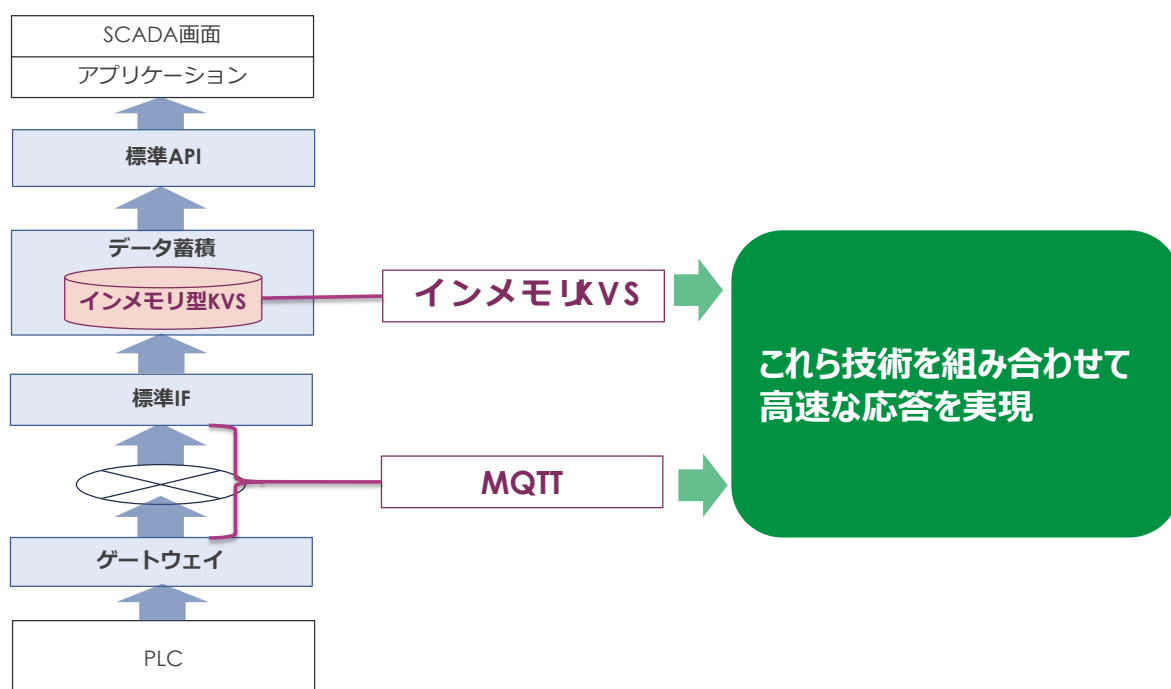 SCADA画面
アプリケーション
標準API
データ蓄積
インメモリ型KVS
標準IF
ゲートウェイ
PLC
インメモリKVS
MQTT
これら技術を組み合わせて
高速な応答を実現